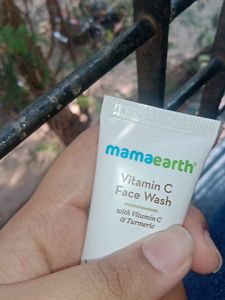 mamaearth
Vitamin C
Face Wash
with Vitamin C
& Turmeric